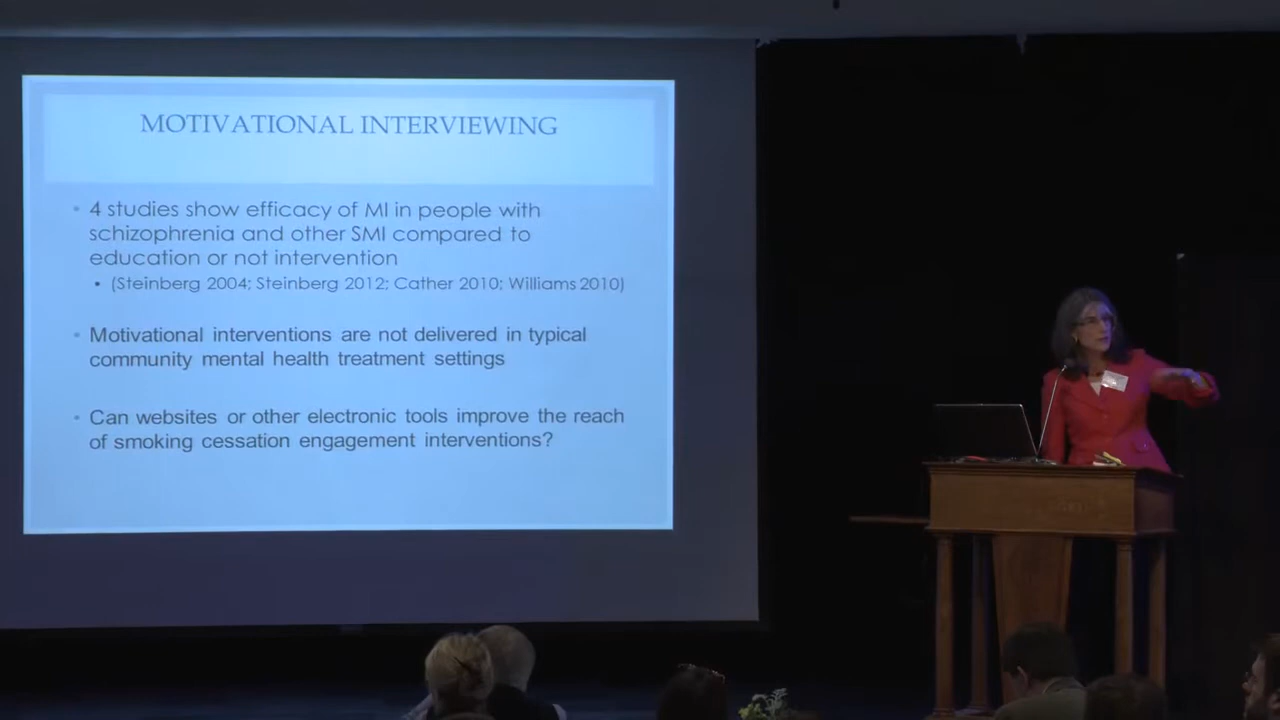 MOTIVATIONAL INTERVIEWING
• 4 studies show efficacy of MI in people with
schizophrenia and other SMI compared to
education or not intervention
• (Steinberg 2004; Steinberg 2012; Cather 2010; Williams 2010)
• Motivational interventions are not delivered in typical
community mental health treatment settings
• Can websites or other electronic tools improve the reach
of smoking cessation engagement interventions?